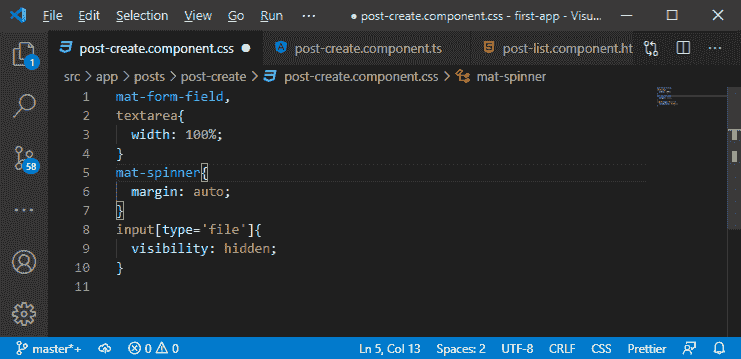 File Edit Selection View Go Run ··· ● post-create.component.css - first-app - Visu...
post-create.component.css ● post-create.component.ts post-list.component.ht
src > app > posts > post-create > post-create.component.css > mat-spinner
1 mat-form-field,
2 textarea{
3 width: 100%;
4 }
5 mat-spinner{
6 margin: auto;
7 }
8 input[type='file']{
9 visibility: hidden;
10 }
11
1
58
master*+ 0 0 Ln 5, Col 13 Spaces: 2 UTF-8 CRLF CSS Prettier